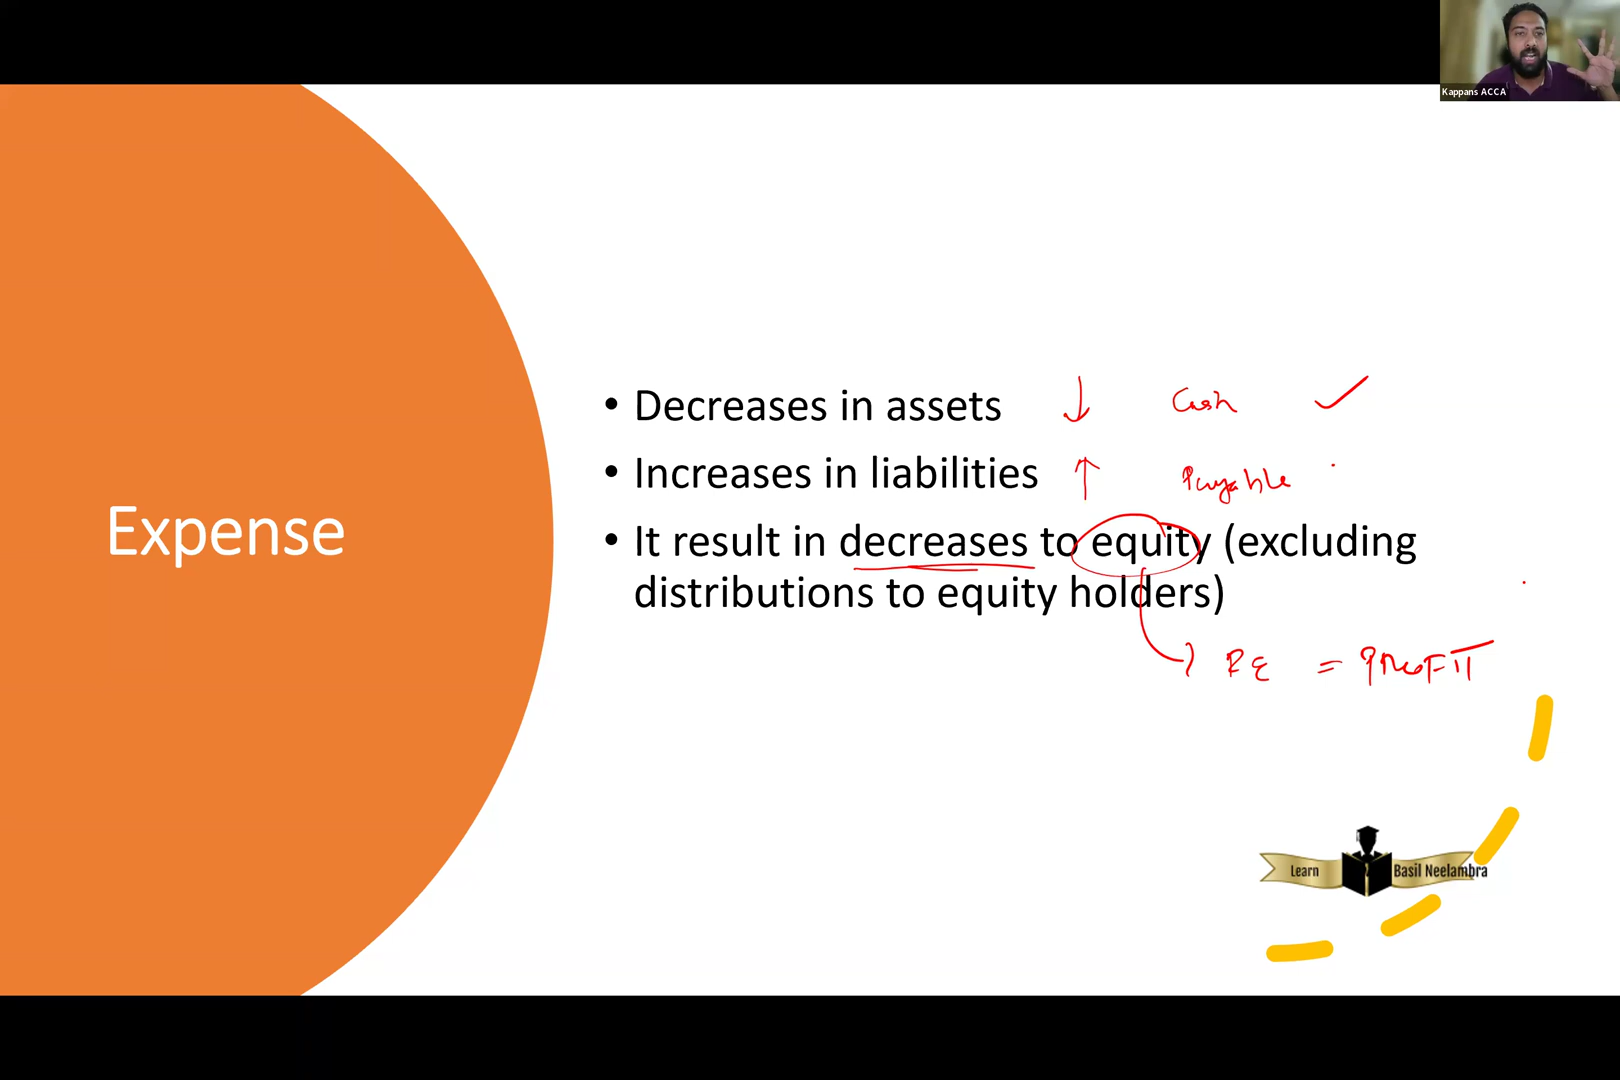 Kappans ACCA
Expense
• Decreases in assets ↓ Cash ✓
• Increases in liabilities ↑ Payable
• It result in decreases to equity (excluding
distributions to equity holders)
RE = PROFIT
Learn Basil Neelambra